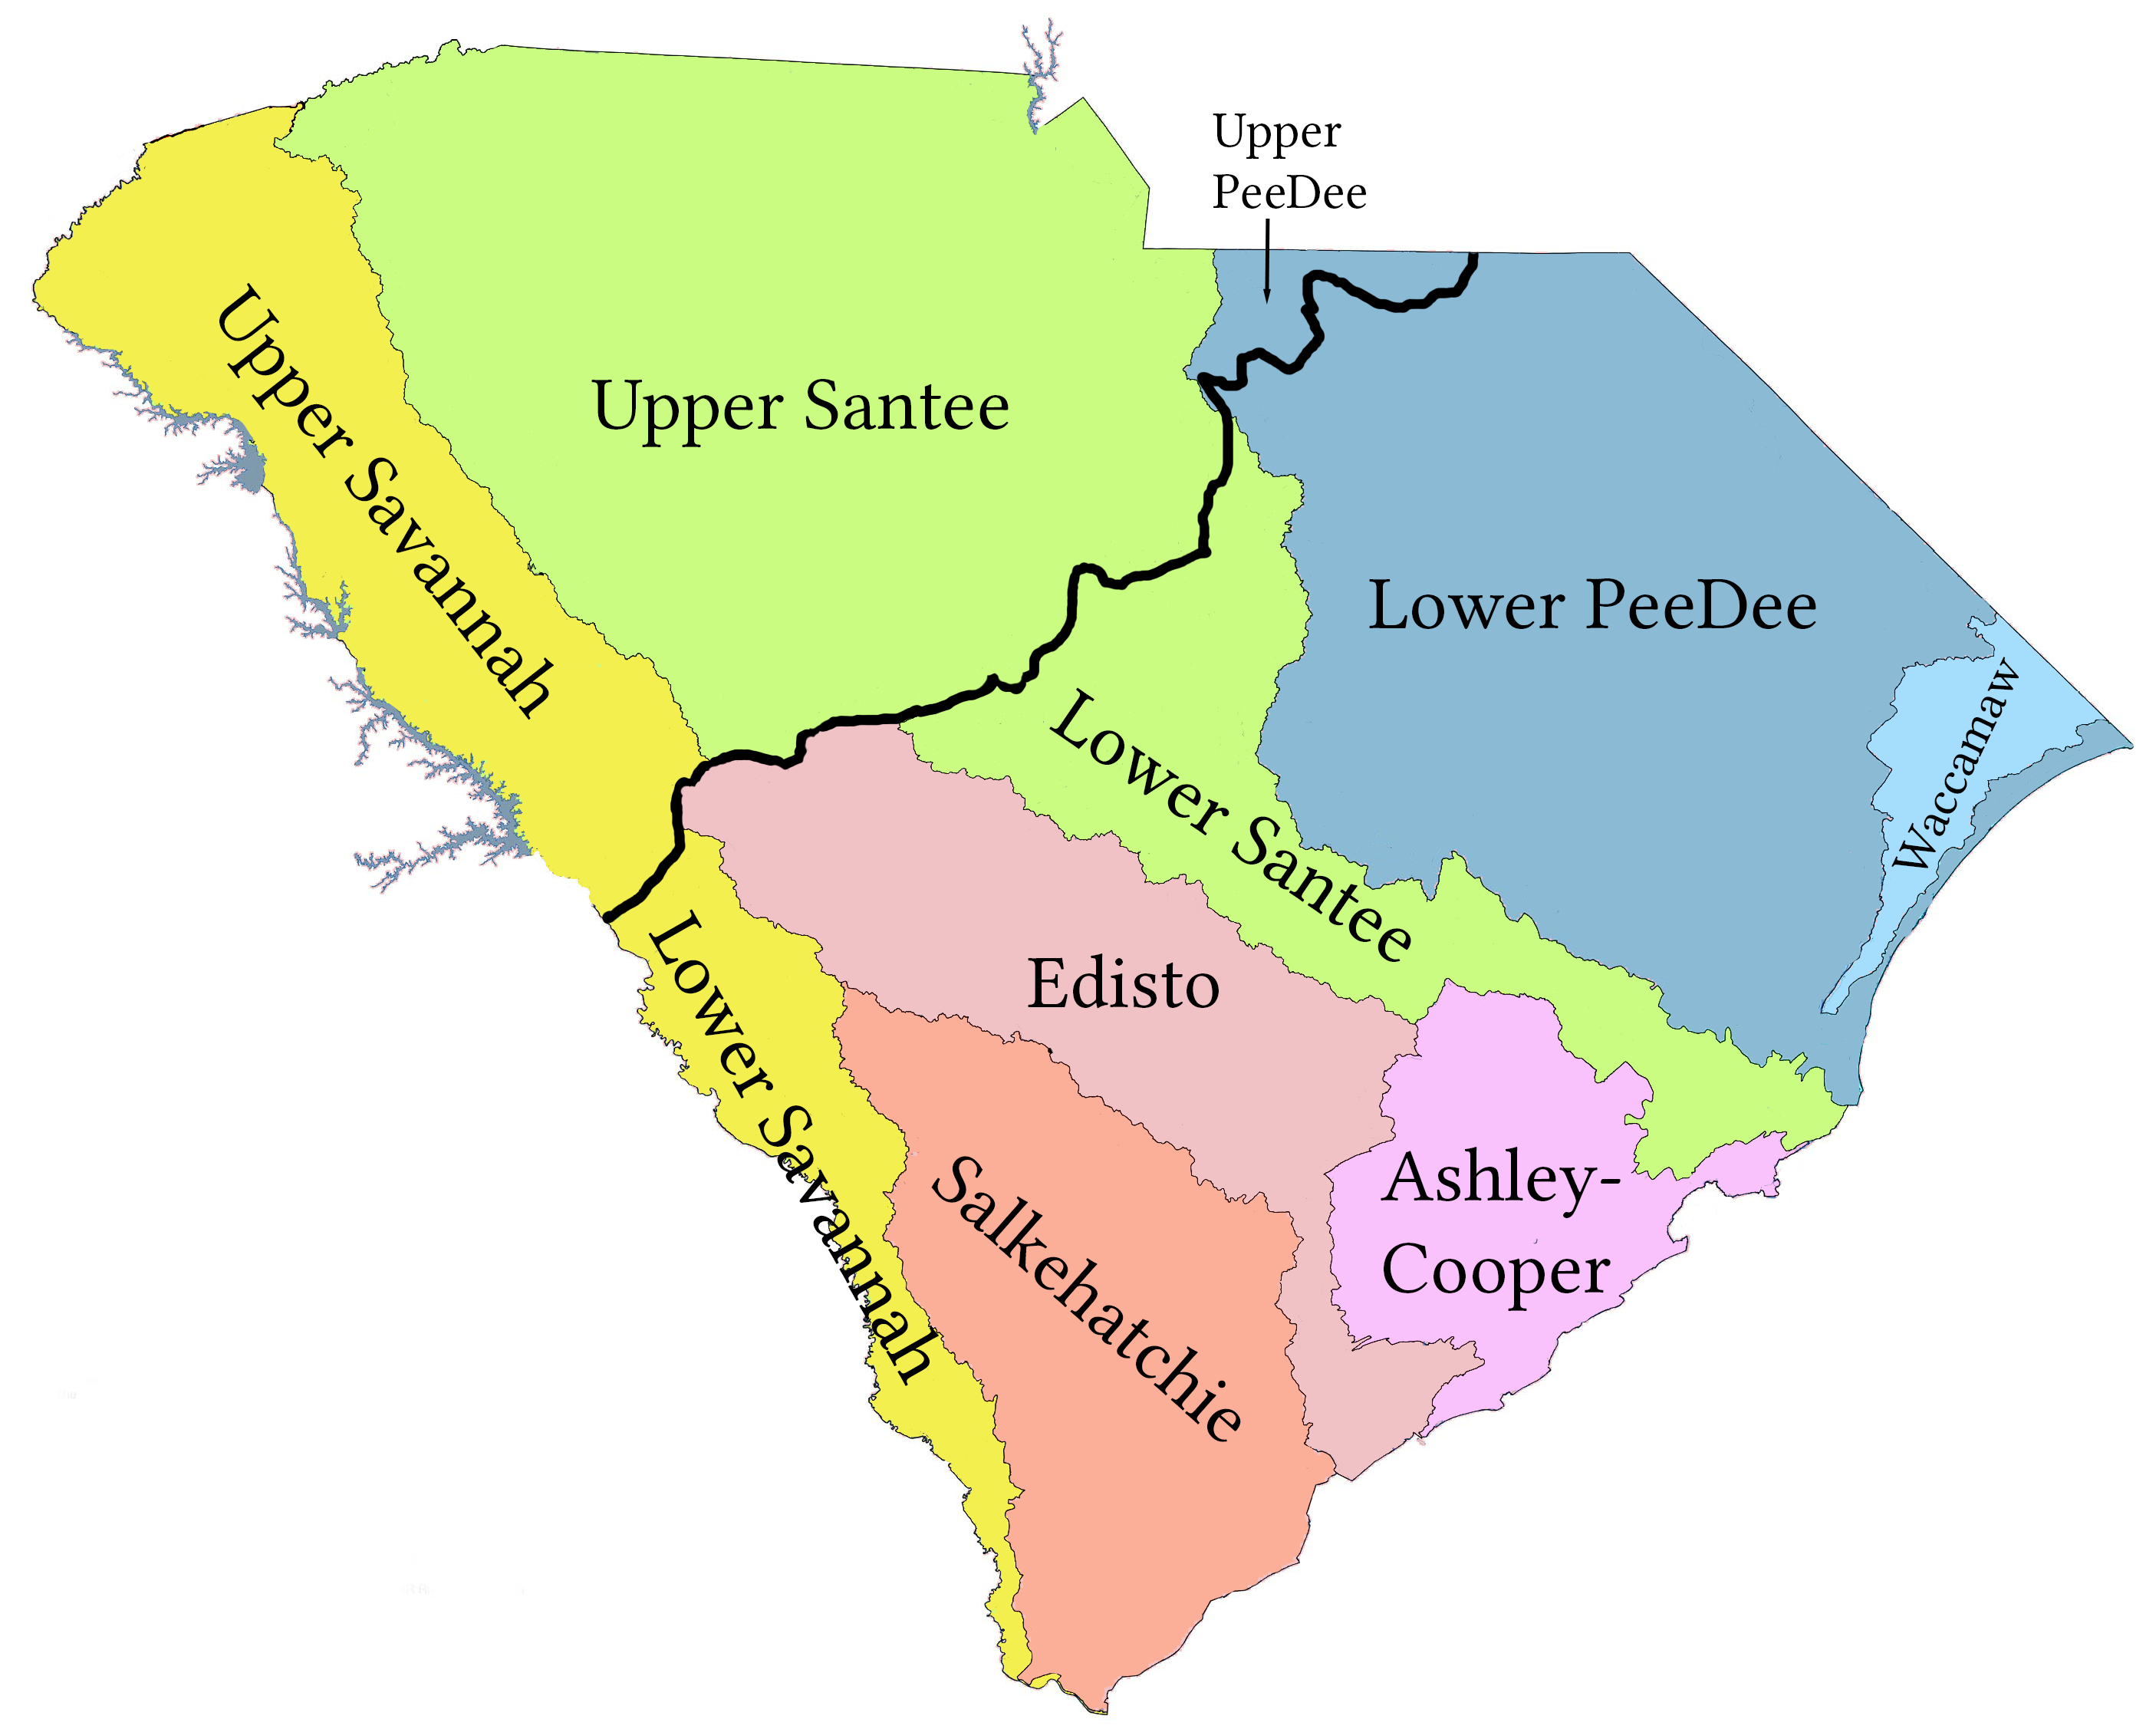 Upper
PeeDee
Upper Savannah
Upper Santee
Lower PeeDee
Waccamaw
Lower Santee
Lower Savannah
Edisto
Salkehatchie
Ashley-
Cooper